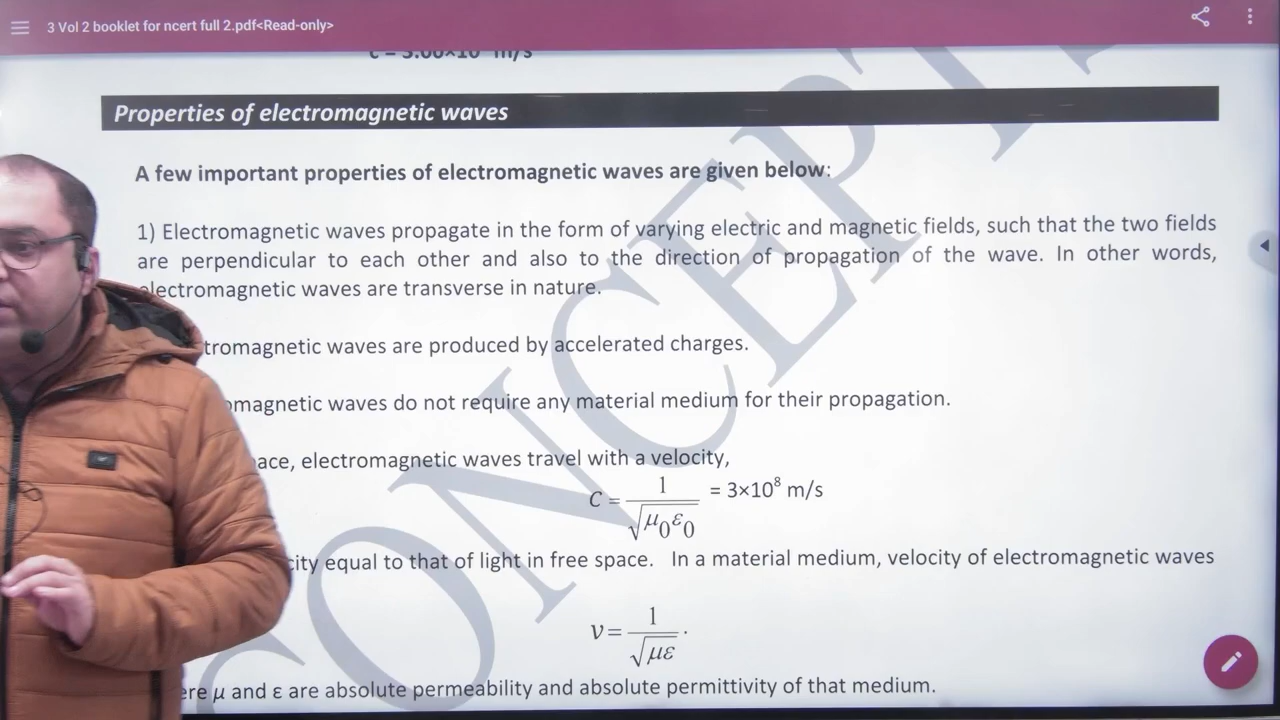 3 Vol 2 booklet for ncert full 2.pdf<Read-only>
Properties of electromagnetic waves
A few important properties of electromagnetic waves are given below:
1) Electromagnetic waves propagate in the form of varying electric and magnetic fields, such that the two fields
are perpendicular to each other and also to the direction of propagation of the wave. In other words,
electromagnetic waves are transverse in nature.
tromagnetic waves are produced by accelerated charges.
omagnetic waves do not require any material medium for their propagation.
ace, electromagnetic waves travel with a velocity,
C = 1/√μ₀ε₀ = 3×10⁸ m/s
city equal to that of light in free space. In a material medium, velocity of electromagnetic waves
ν = 1/√με .
ere μ and ε are absolute permeability and absolute permittivity of that medium.
CONCEPT